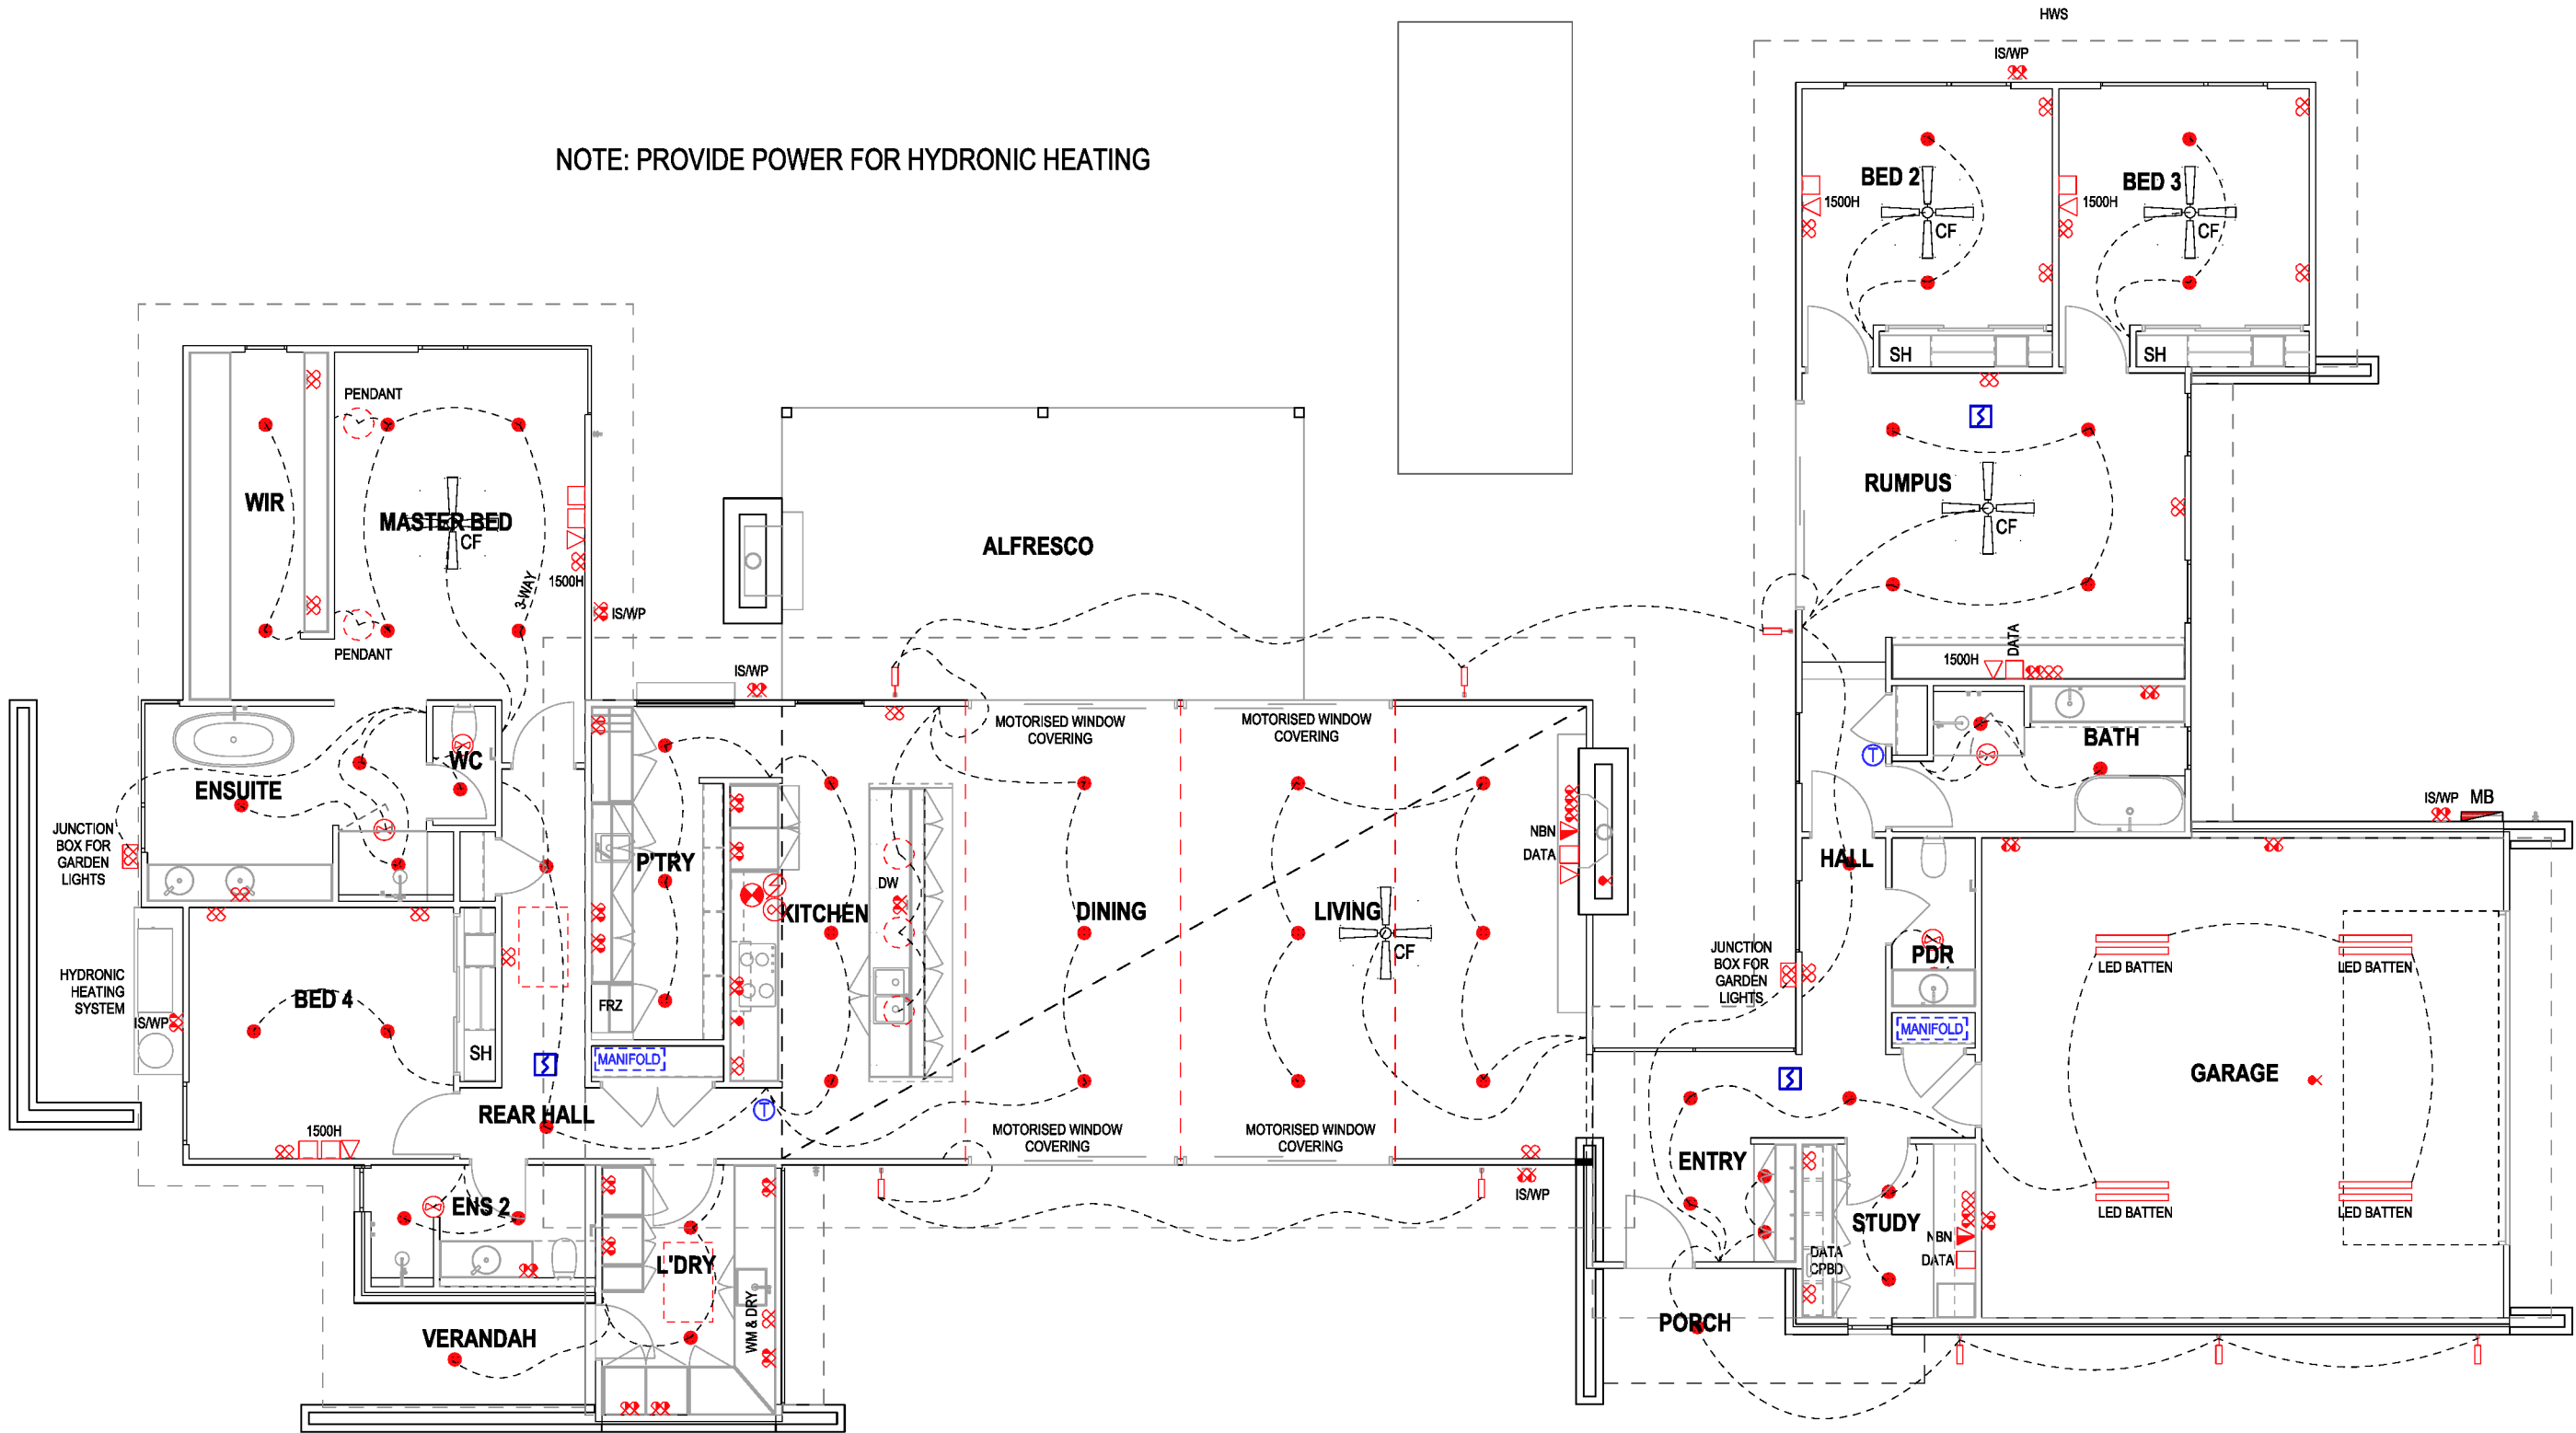 HWS
IS/WP
NOTE: PROVIDE POWER FOR HYDRONIC HEATING
BED 2
1500H
CF
SH
BED 3
1500H
CF
SH
PENDANT
WIR
MASTER BED
CF
1500H
3-WAY
IS/WP
PENDANT
ALFRESCO
RUMPUS
CF
DATA
1500H
IS/WP
MOTORISED WINDOW
COVERING
MOTORISED WINDOW
COVERING
WC
ENSUITE
BATH
IS/WP
MB
JUNCTION
BOX FOR
GARDEN
LIGHTS
P'TRY
KITCHEN
DW
DINING
LIVING
CF
NBN
DATA
HALL
PDR
JUNCTION
BOX FOR
GARDEN
LIGHTS
LED BATTEN
LED BATTEN
HYDRONIC
HEATING
SYSTEM
IS/WP
BED 4
SH
FRZ
MANIFOLD
MANIFOLD
GARAGE
REAR HALL
T
T
1500H
MOTORISED WINDOW
COVERING
MOTORISED WINDOW
COVERING
IS/WP
ENTRY
ENS 2
L'DRY
WM & DRY
STUDY
NBN
DATA
DATA
CPBD
LED BATTEN
LED BATTEN
VERANDAH
PORCH